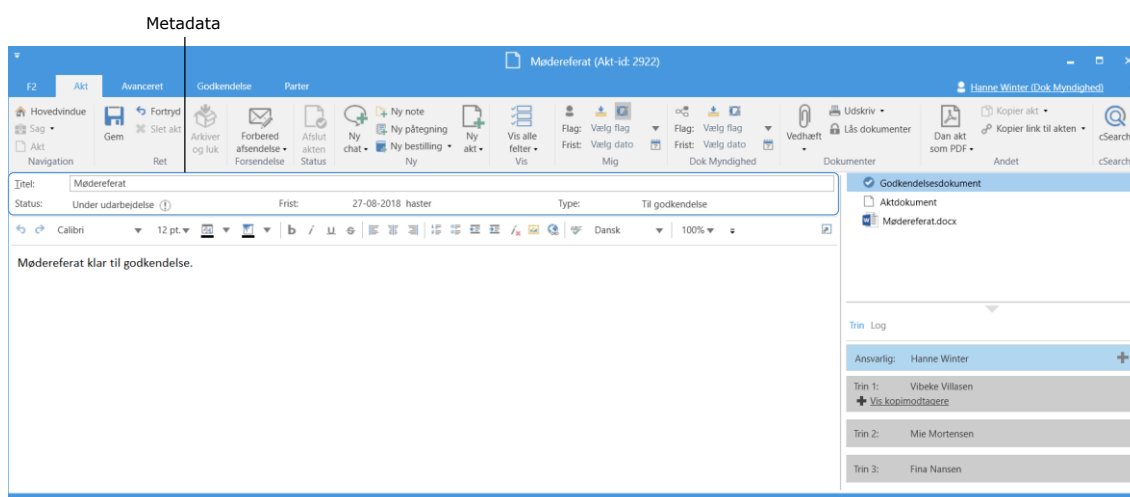 Metadata
Mødereferat (Akt-id: 2922)
F2 Akt Avanceret Godkendelse Parter Hanne Winter (Dok Myndighed)
Hovedvindue Fortryd Ny note Flag: Vælg flag Flag: Vælg flag Udskriv Kopier akt
Sag Gem Slet akt Arkiver og luk Forbered afsendelse Afslut akten Ny chat Ny påtegning Ny akt Vis alle felter Frist: Vælg dato Frist: Vælg dato Vedhæft Lås dokumenter Dan akt som PDF Kopier link til akten cSearch
Akt Ny bestilling
Navigation Ret Forsendelse Status Ny Vis Mig Dok Myndighed Dokumenter Andet cSearch
Titel: Mødereferat
Status: Under udarbejdelse Frist: 27-08-2018 haster Type: Til godkendelse
Calibri 12 pt. b i u s Dansk 100%
Mødereferat klar til godkendelse.
Godkendelsesdokument
Aktdokument
Mødereferat.docx
Trin Log
Ansvarlig: Hanne Winter
Trin 1: Vibeke Villasen
Vis kopimodtagere
Trin 2: Mie Mortensen
Trin 3: Fina Nansen